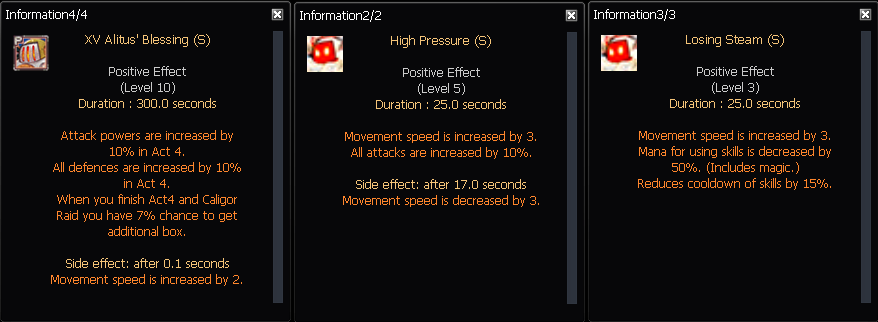 Information4/4
XV Alitus' Blessing (S)
Positive Effect
(Level 10)
Duration : 300.0 seconds
Attack powers are increased by
10% in Act 4.
All defences are increased by 10%
in Act 4.
When you finish Act4 and Caligor
Raid you have 7% chance to get
additional box.
Side effect: after 0.1 seconds
Movement speed is increased by 2.
Information2/2
High Pressure (S)
Positive Effect
(Level 5)
Duration : 25.0 seconds
Movement speed is increased by 3.
All attacks are increased by 10%.
Side effect: after 17.0 seconds
Movement speed is decreased by 3.
Information3/3
Losing Steam (S)
Positive Effect
(Level 3)
Duration : 25.0 seconds
Movement speed is increased by 3.
Mana for using skills is decreased by
50%. (Includes magic.)
Reduces cooldown of skills by 15%.